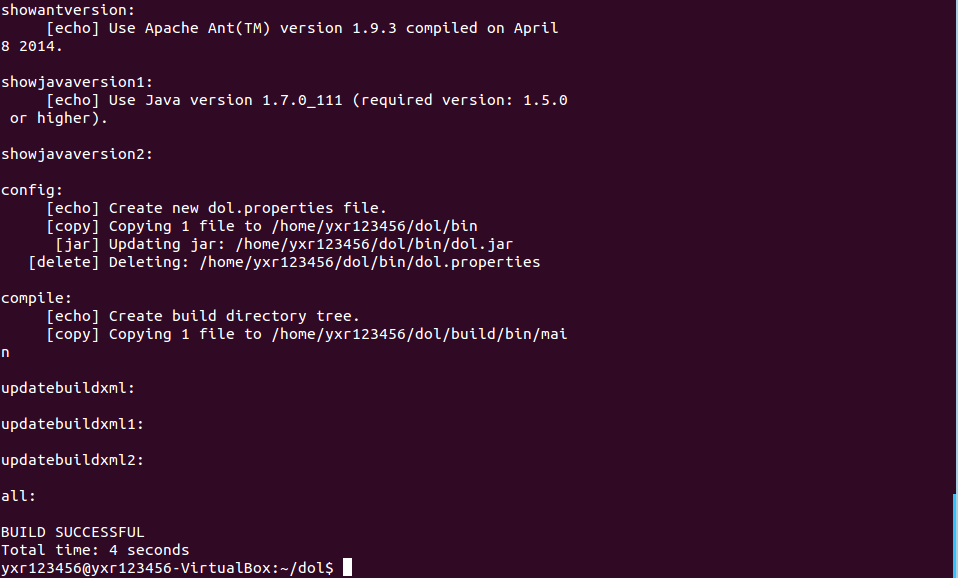 showantversion:
     [echo] Use Apache Ant(TM) version 1.9.3 compiled on April
8 2014.
showjavaversion1:
     [echo] Use Java version 1.7.0_111 (required version: 1.5.0
 or higher).
showjavaversion2:
config:
     [echo] Create new dol.properties file.
     [copy] Copying 1 file to /home/yxr123456/dol/bin
      [jar] Updating jar: /home/yxr123456/dol/bin/dol.jar
   [delete] Deleting: /home/yxr123456/dol/bin/dol.properties
compile:
     [echo] Create build directory tree.
     [copy] Copying 1 file to /home/yxr123456/dol/build/bin/mai
n
updatebuildxml:
updatebuildxml1:
updatebuildxml2:
all:
BUILD SUCCESSFUL
Total time: 4 seconds
yxr123456@yxr123456-VirtualBox:~/dol$